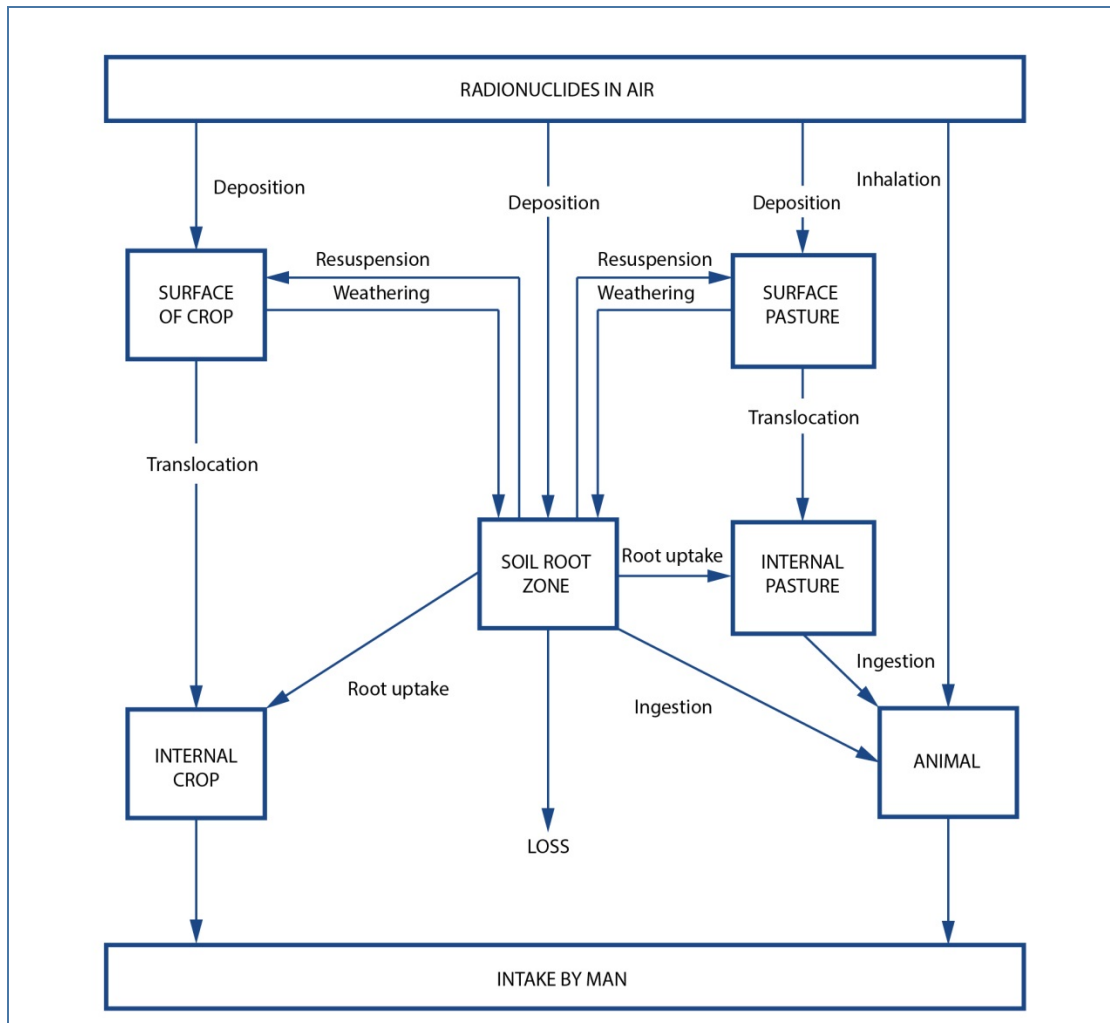 RADIONUCLIDES IN AIR
Deposition
Deposition
Deposition
Inhalation
Resuspension
Weathering
Resuspension
Weathering
SURFACE
OF CROP
SURFACE
PASTURE
Translocation
Translocation
SOIL ROOT
ZONE
Root uptake
INTERNAL
PASTURE
Root uptake
Ingestion
Ingestion
INTERNAL
CROP
ANIMAL
LOSS
INTAKE BY MAN